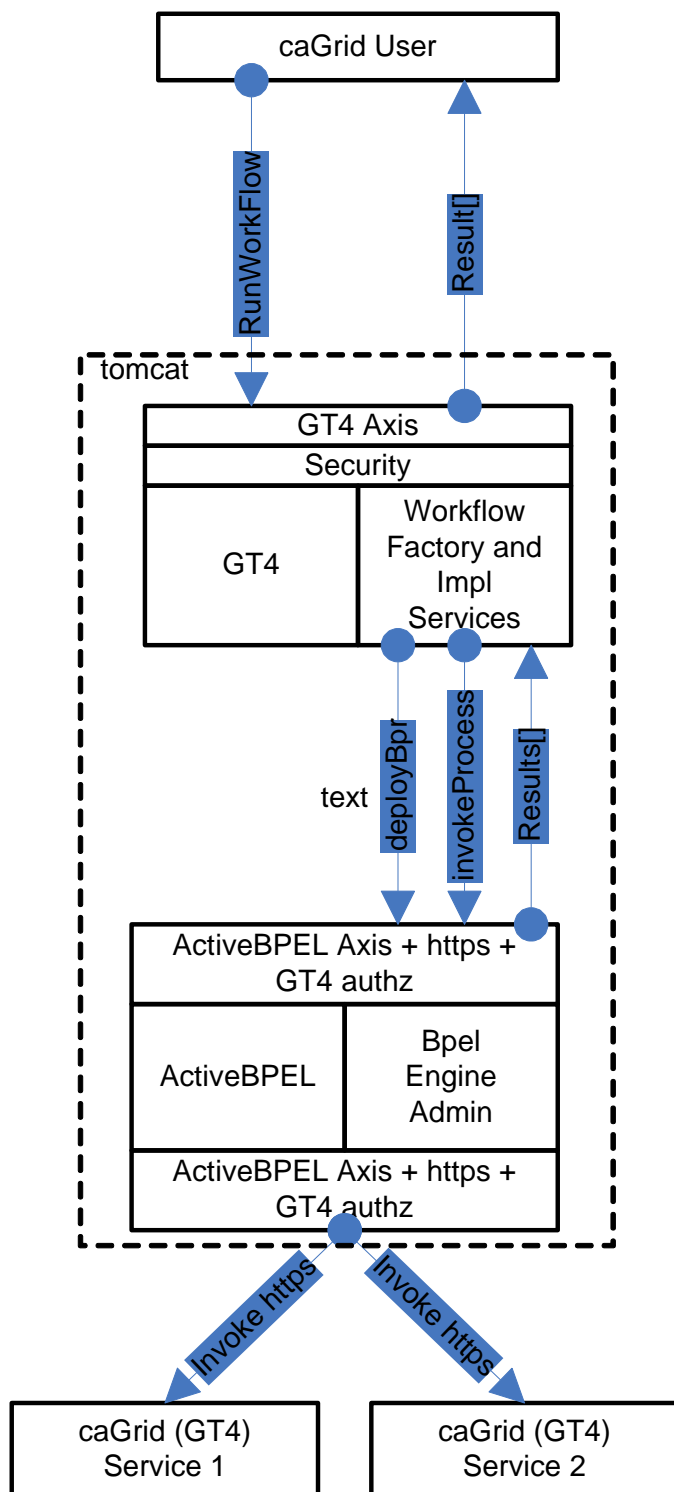 caGrid User
RunWorkFlow
Result[]
tomcat
GT4 Axis
Security
GT4
Workflow
Factory and
Impl
Services
text
deployBpr
invokeProcess
Results[]
ActiveBPEL Axis + https +
GT4 authz
ActiveBPEL
Bpel
Engine
Admin
ActiveBPEL Axis + https +
GT4 authz
Invoke https
Invoke https
caGrid (GT4)
Service 1
caGrid (GT4)
Service 2